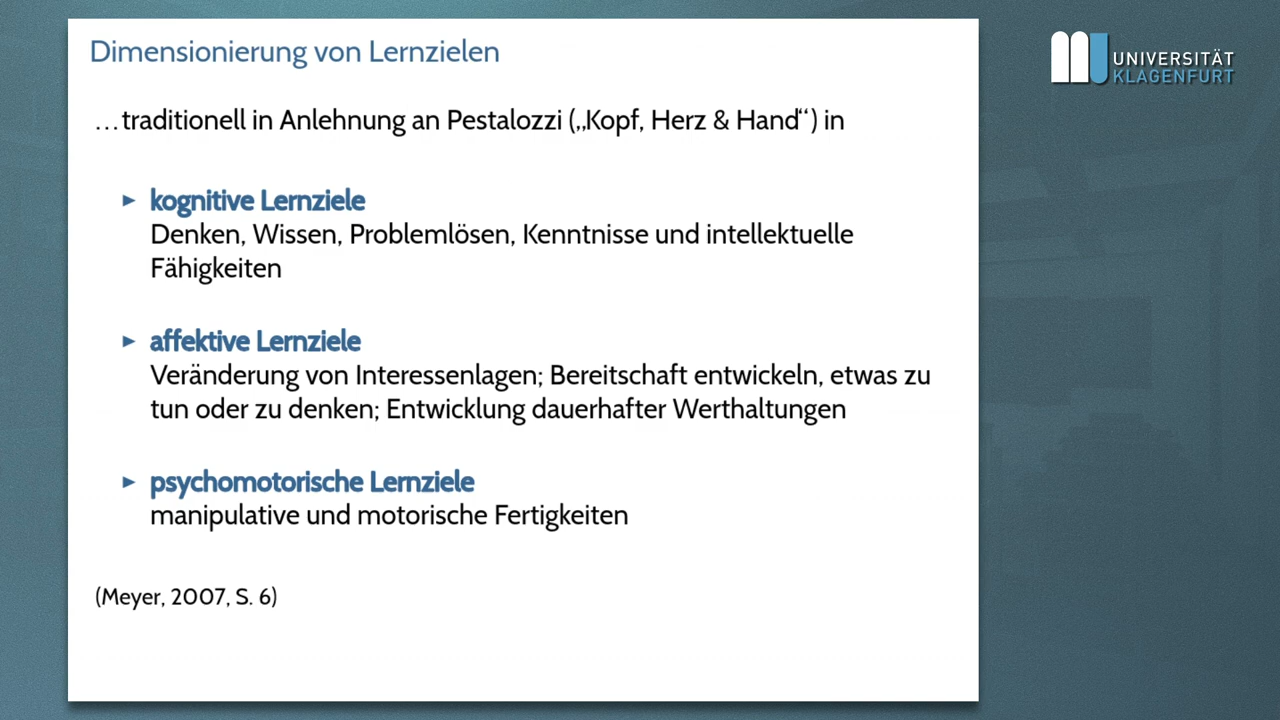 Dimensionierung von Lernzielen
UNIVERSITÄT
KLAGENFURT
…traditionell in Anlehnung an Pestalozzi („Kopf, Herz & Hand“) in
► kognitive Lernziele
Denken, Wissen, Problemlösen, Kenntnisse und intellektuelle
Fähigkeiten
► affektive Lernziele
Veränderung von Interessenlagen; Bereitschaft entwickeln, etwas zu
tun oder zu denken; Entwicklung dauerhafter Werthaltungen
► psychomotorische Lernziele
manipulative und motorische Fertigkeiten
(Meyer, 2007, S. 6)